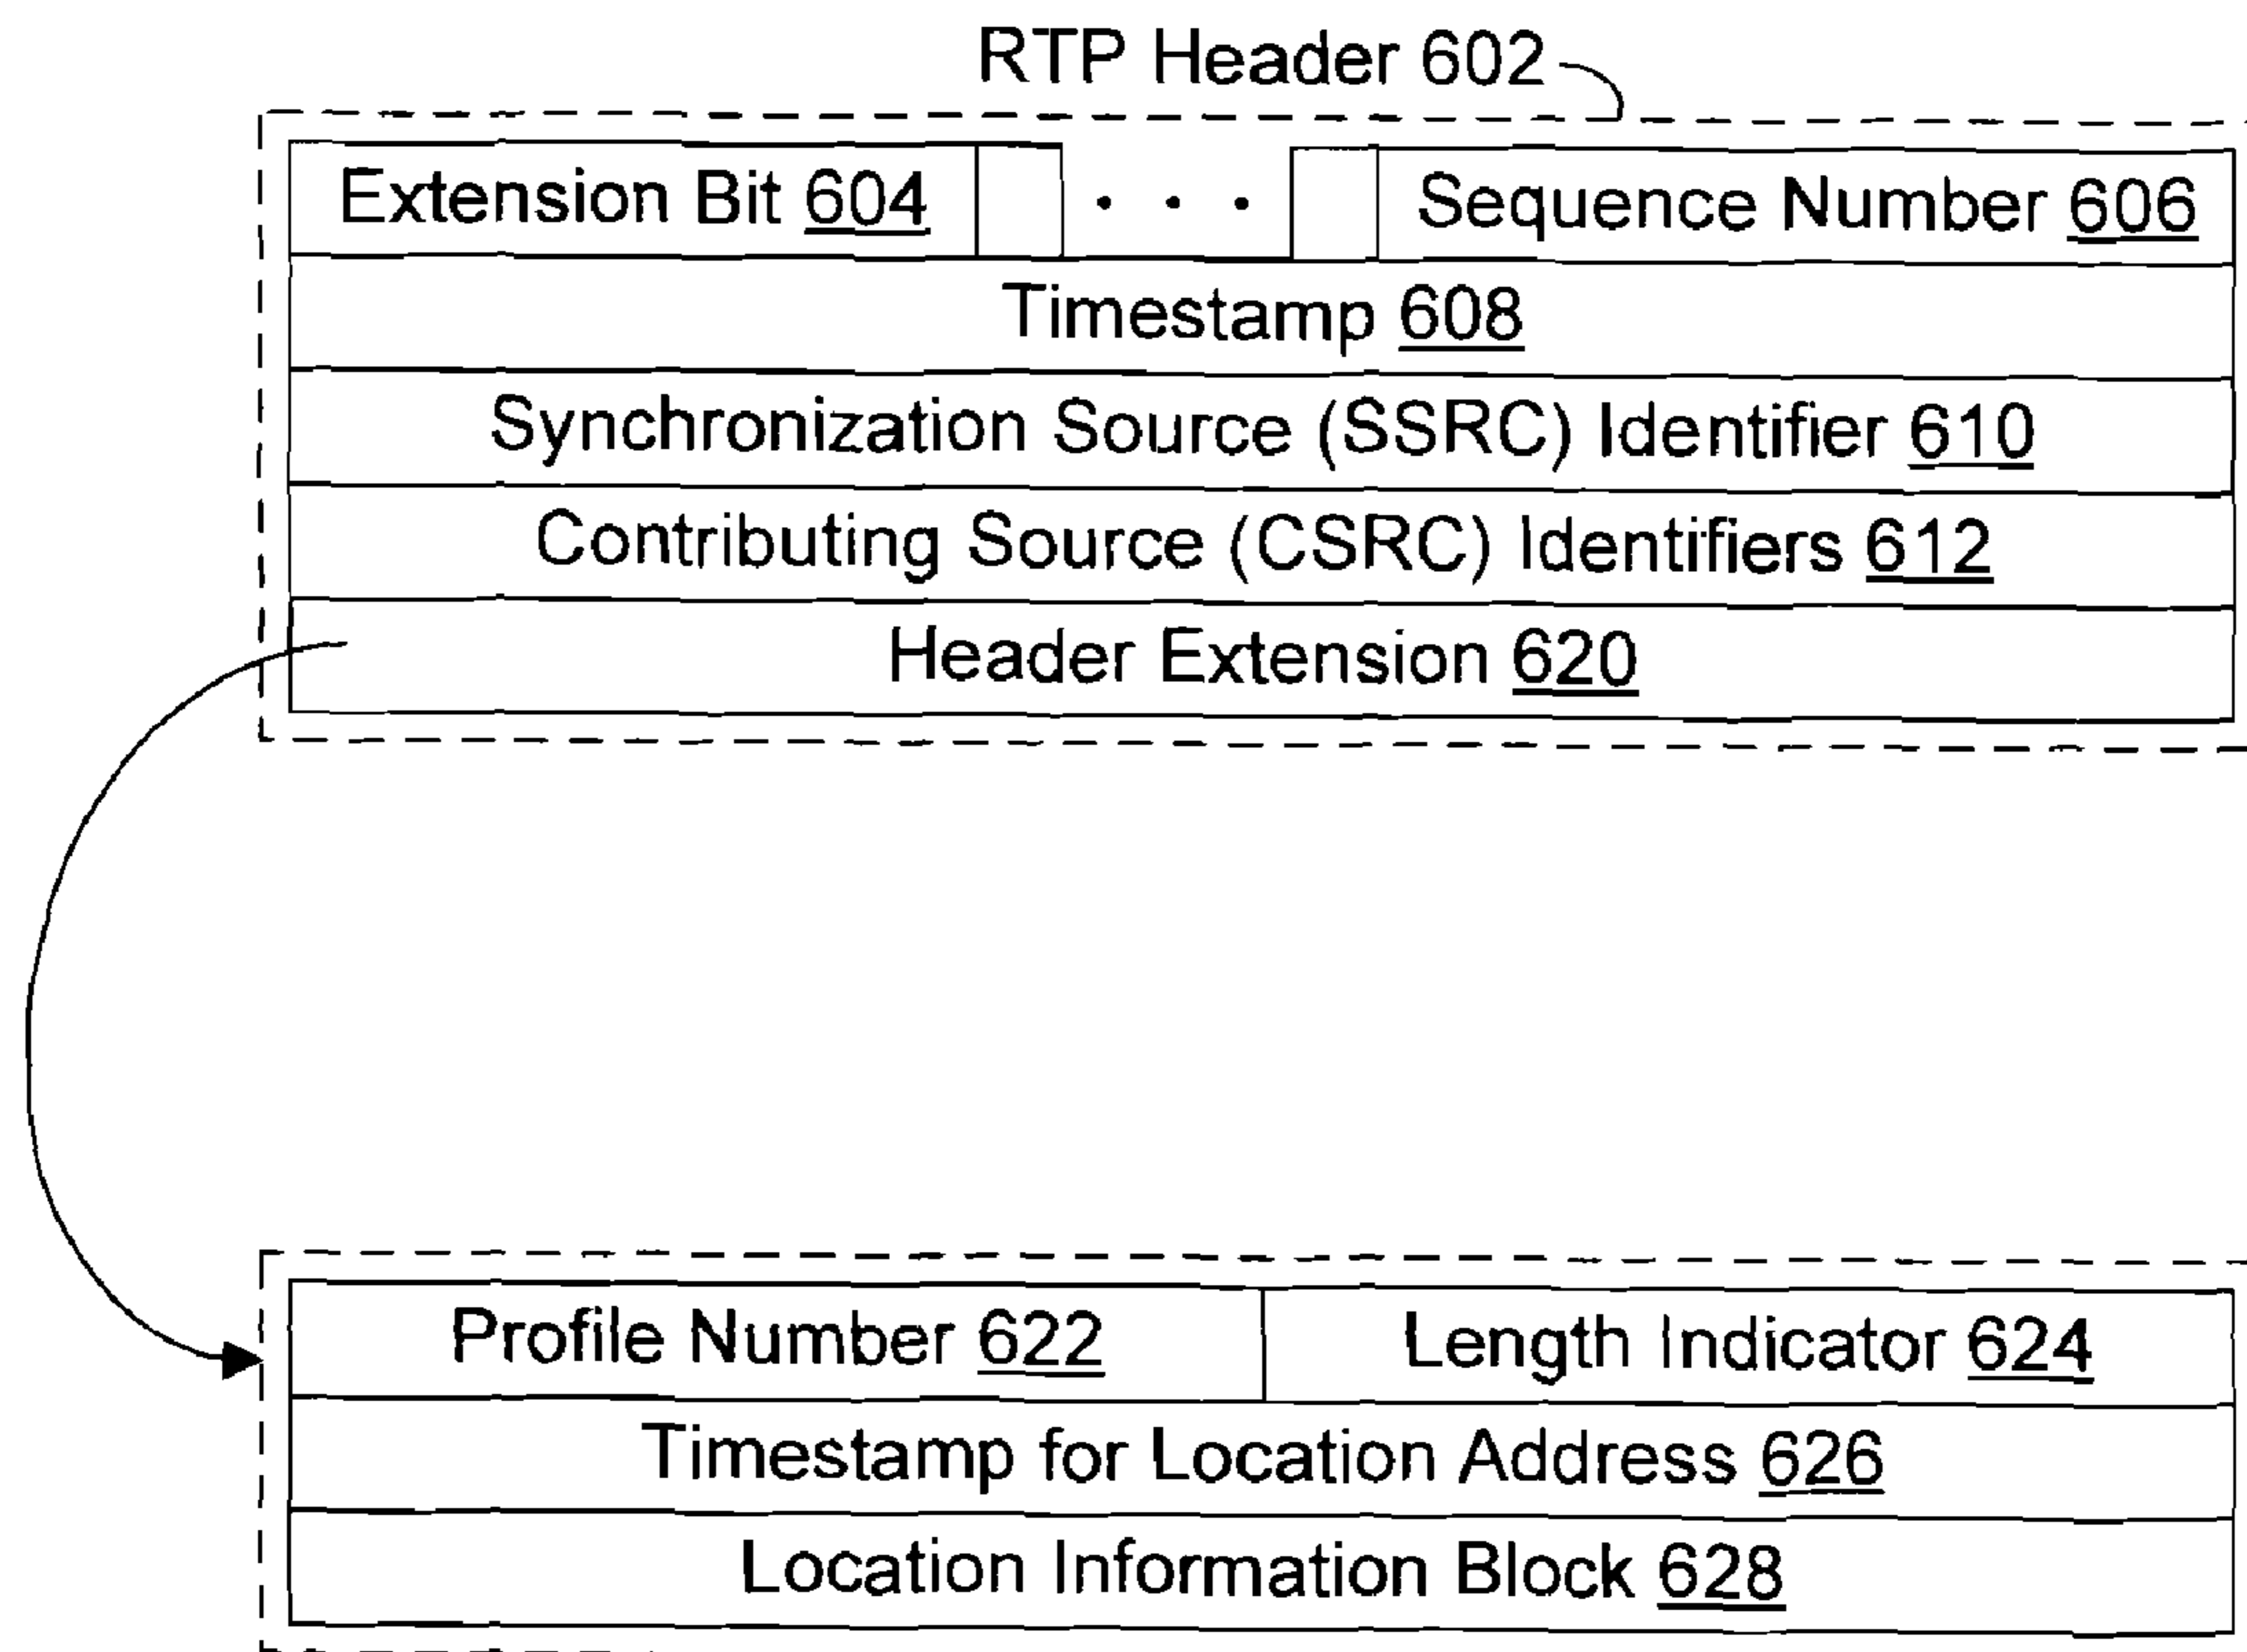 RTP Header 602
Extension Bit 604 . . . Sequence Number 606
Timestamp 608
Synchronization Source (SSRC) Identifier 610
Contributing Source (CSRC) Identifiers 612
Header Extension 620
Profile Number 622 Length Indicator 624
Timestamp for Location Address 626
Location Information Block 628